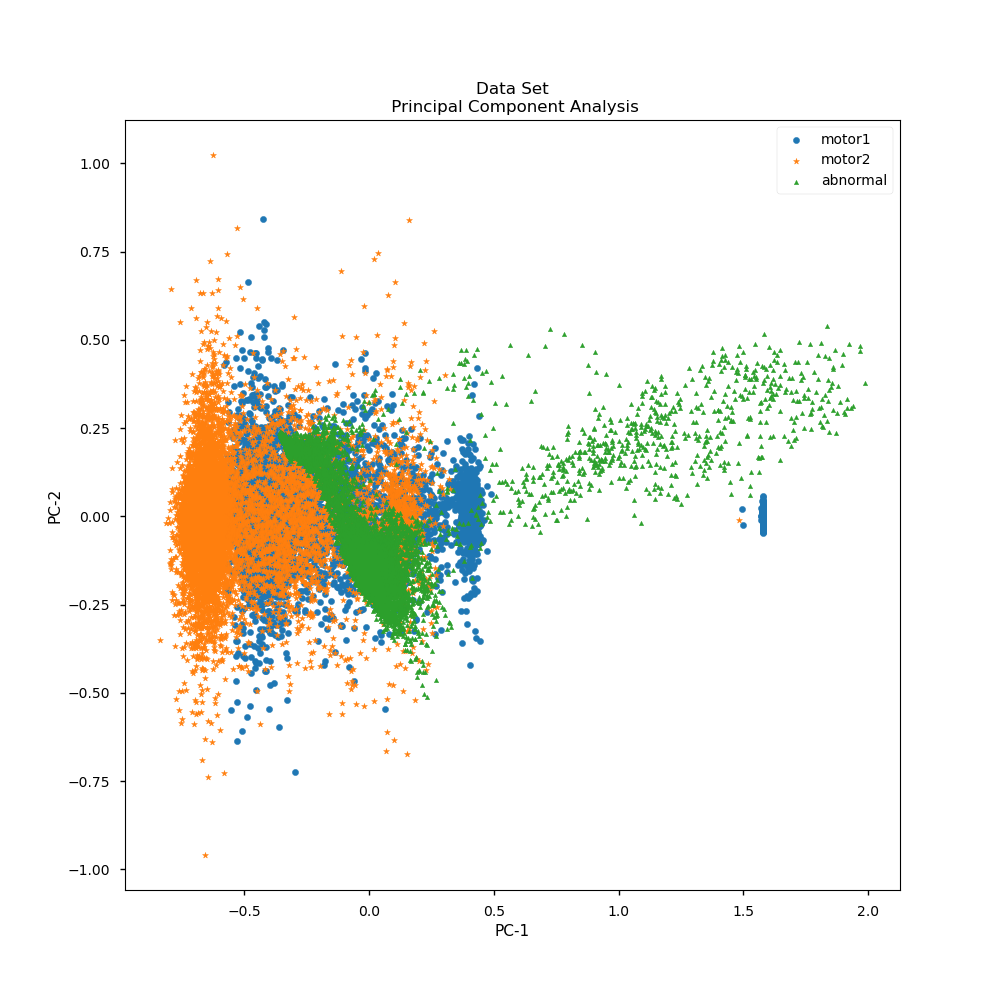 Data Set
Principal Component Analysis
motor1
motor2
abnormal
1.00
0.75
0.50
0.25
0.00
−0.25
−0.50
−0.75
−1.00
PC-2
−0.5
0.0
0.5
1.0
1.5
2.0
PC-1